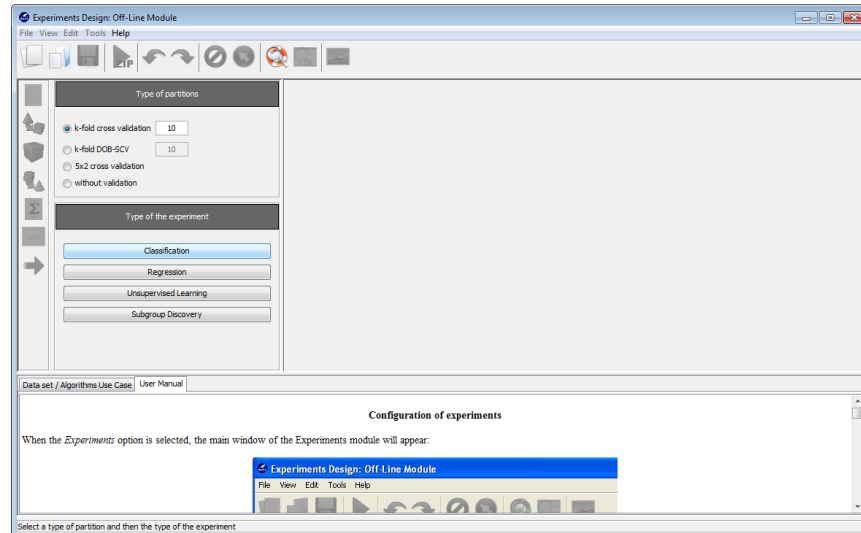 Experiments Design: Off-Line Module
File View Edit Tools Help
ZIP
Type of partitions
k-fold cross validation 10
k-fold DOB-SCV 10
5x2 cross validation
without validation
Type of the experiment
Classification
Regression
Unsupervised Learning
Subgroup Discovery
Data set / Algorithms Use Case User Manual
Configuration of experiments
When the Experiments option is selected, the main window of the Experiments module will appear:
Experiments Design: Off-Line Module
File View Edit Tools Help
Select a type of partition and then the type of the experiment